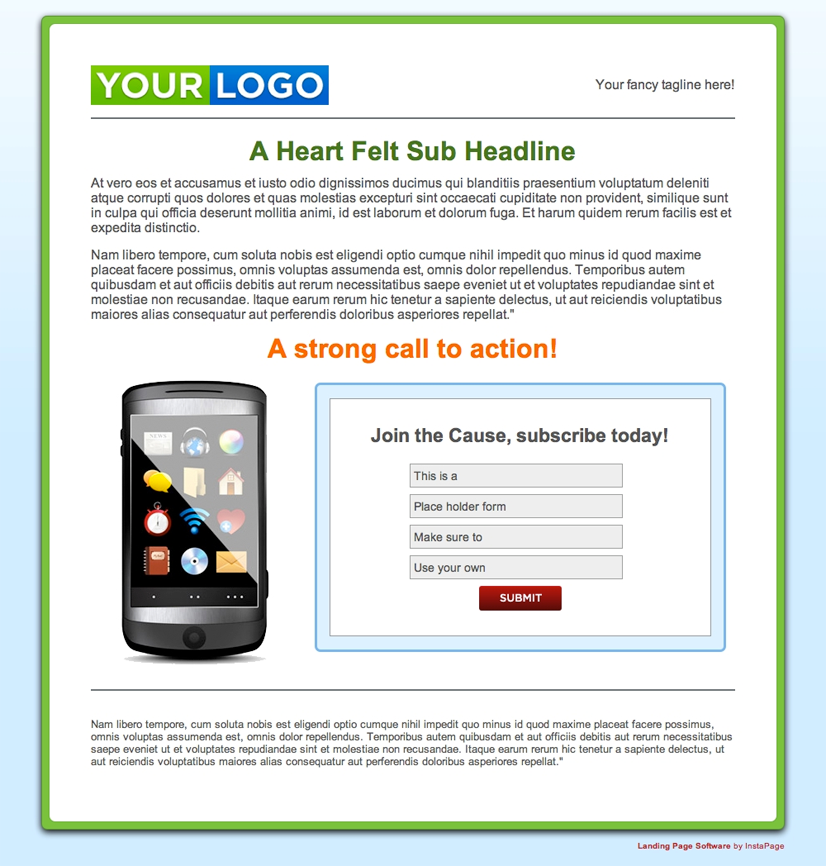 YOUR LOGO
Your fancy tagline here!
A Heart Felt Sub Headline
At vero eos et accusamus et iusto odio dignissimos ducimus qui blanditiis praesentium voluptatum deleniti
atque corrupti quos dolores et quas molestias excepturi sint occaecati cupiditate non provident, similique sunt
in culpa qui officia deserunt mollitia animi, id est laborum et dolorum fuga. Et harum quidem rerum facilis est et
expedita distinctio.
Nam libero tempore, cum soluta nobis est eligendi optio cumque nihil impedit quo minus id quod maxime
placeat facere possimus, omnis voluptas assumenda est, omnis dolor repellendus. Temporibus autem
quibusdam et aut officiis debitis aut rerum necessitatibus saepe eveniet ut et voluptates repudiandae sint et
molestiae non recusandae. Itaque earum rerum hic tenetur a sapiente delectus, ut aut reiciendis voluptatibus
maiores alias consequatur aut perferendis doloribus asperiores repellat."
A strong call to action!
NEWS
Join the Cause, subscribe today!
This is a
Place holder form
Make sure to
Use your own
SUBMIT
Nam libero tempore, cum soluta nobis est eligendi optio cumque nihil impedit quo minus id quod maxime placeat facere possimus,
omnis voluptas assumenda est, omnis dolor repellendus. Temporibus autem quibusdam et aut officiis debitis aut rerum necessitatibus
saepe eveniet ut et voluptates repudiandae sint et molestiae non recusandae. Itaque earum rerum hic tenetur a sapiente delectus, ut
aut reiciendis voluptatibus maiores alias consequatur aut perferendis doloribus asperiores repellat."
Landing Page Software by InstaPage